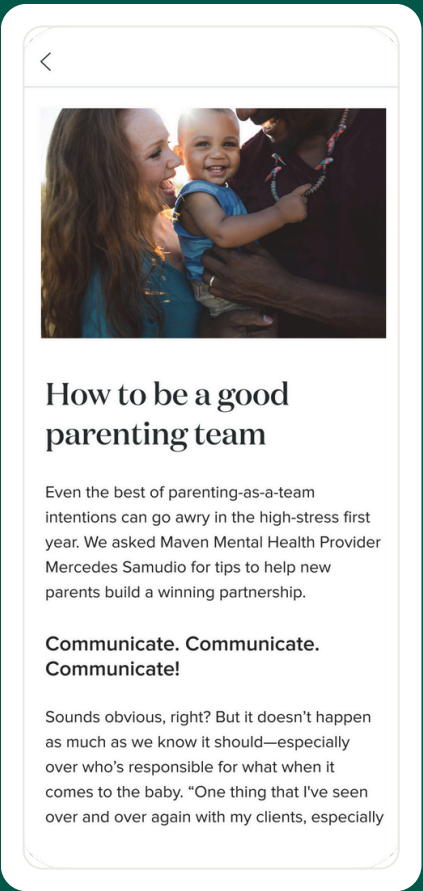 How to be a good
parenting team
Even the best of parenting-as-a-team
intentions can go awry in the high-stress first
year. We asked Maven Mental Health Provider
Mercedes Samudio for tips to help new
parents build a winning partnership.
Communicate. Communicate.
Communicate!
Sounds obvious, right? But it doesn’t happen
as much as we know it should—especially
over who’s responsible for what when it
comes to the baby. “One thing that I've seen
over and over again with my clients, especially